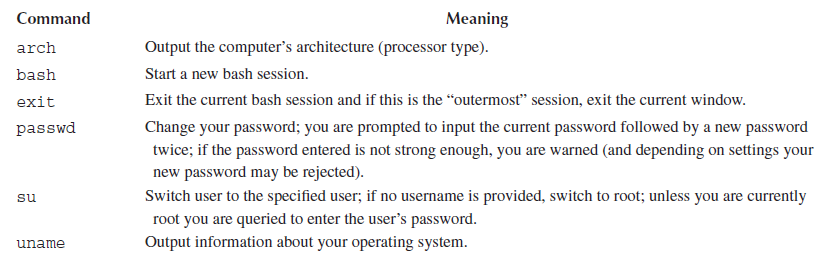 Command Meaning
arch Output the computer's architecture (processor type).
bash Start a new bash session.
exit Exit the current bash session and if this is the “outermost” session, exit the current window.
passwd Change your password; you are prompted to input the current password followed by a new password
twice; if the password entered is not strong enough, you are warned (and depending on settings your
new password may be rejected).
su Switch user to the specified user; if no username is provided, switch to root; unless you are currently
root you are queried to enter the user's password.
uname Output information about your operating system.